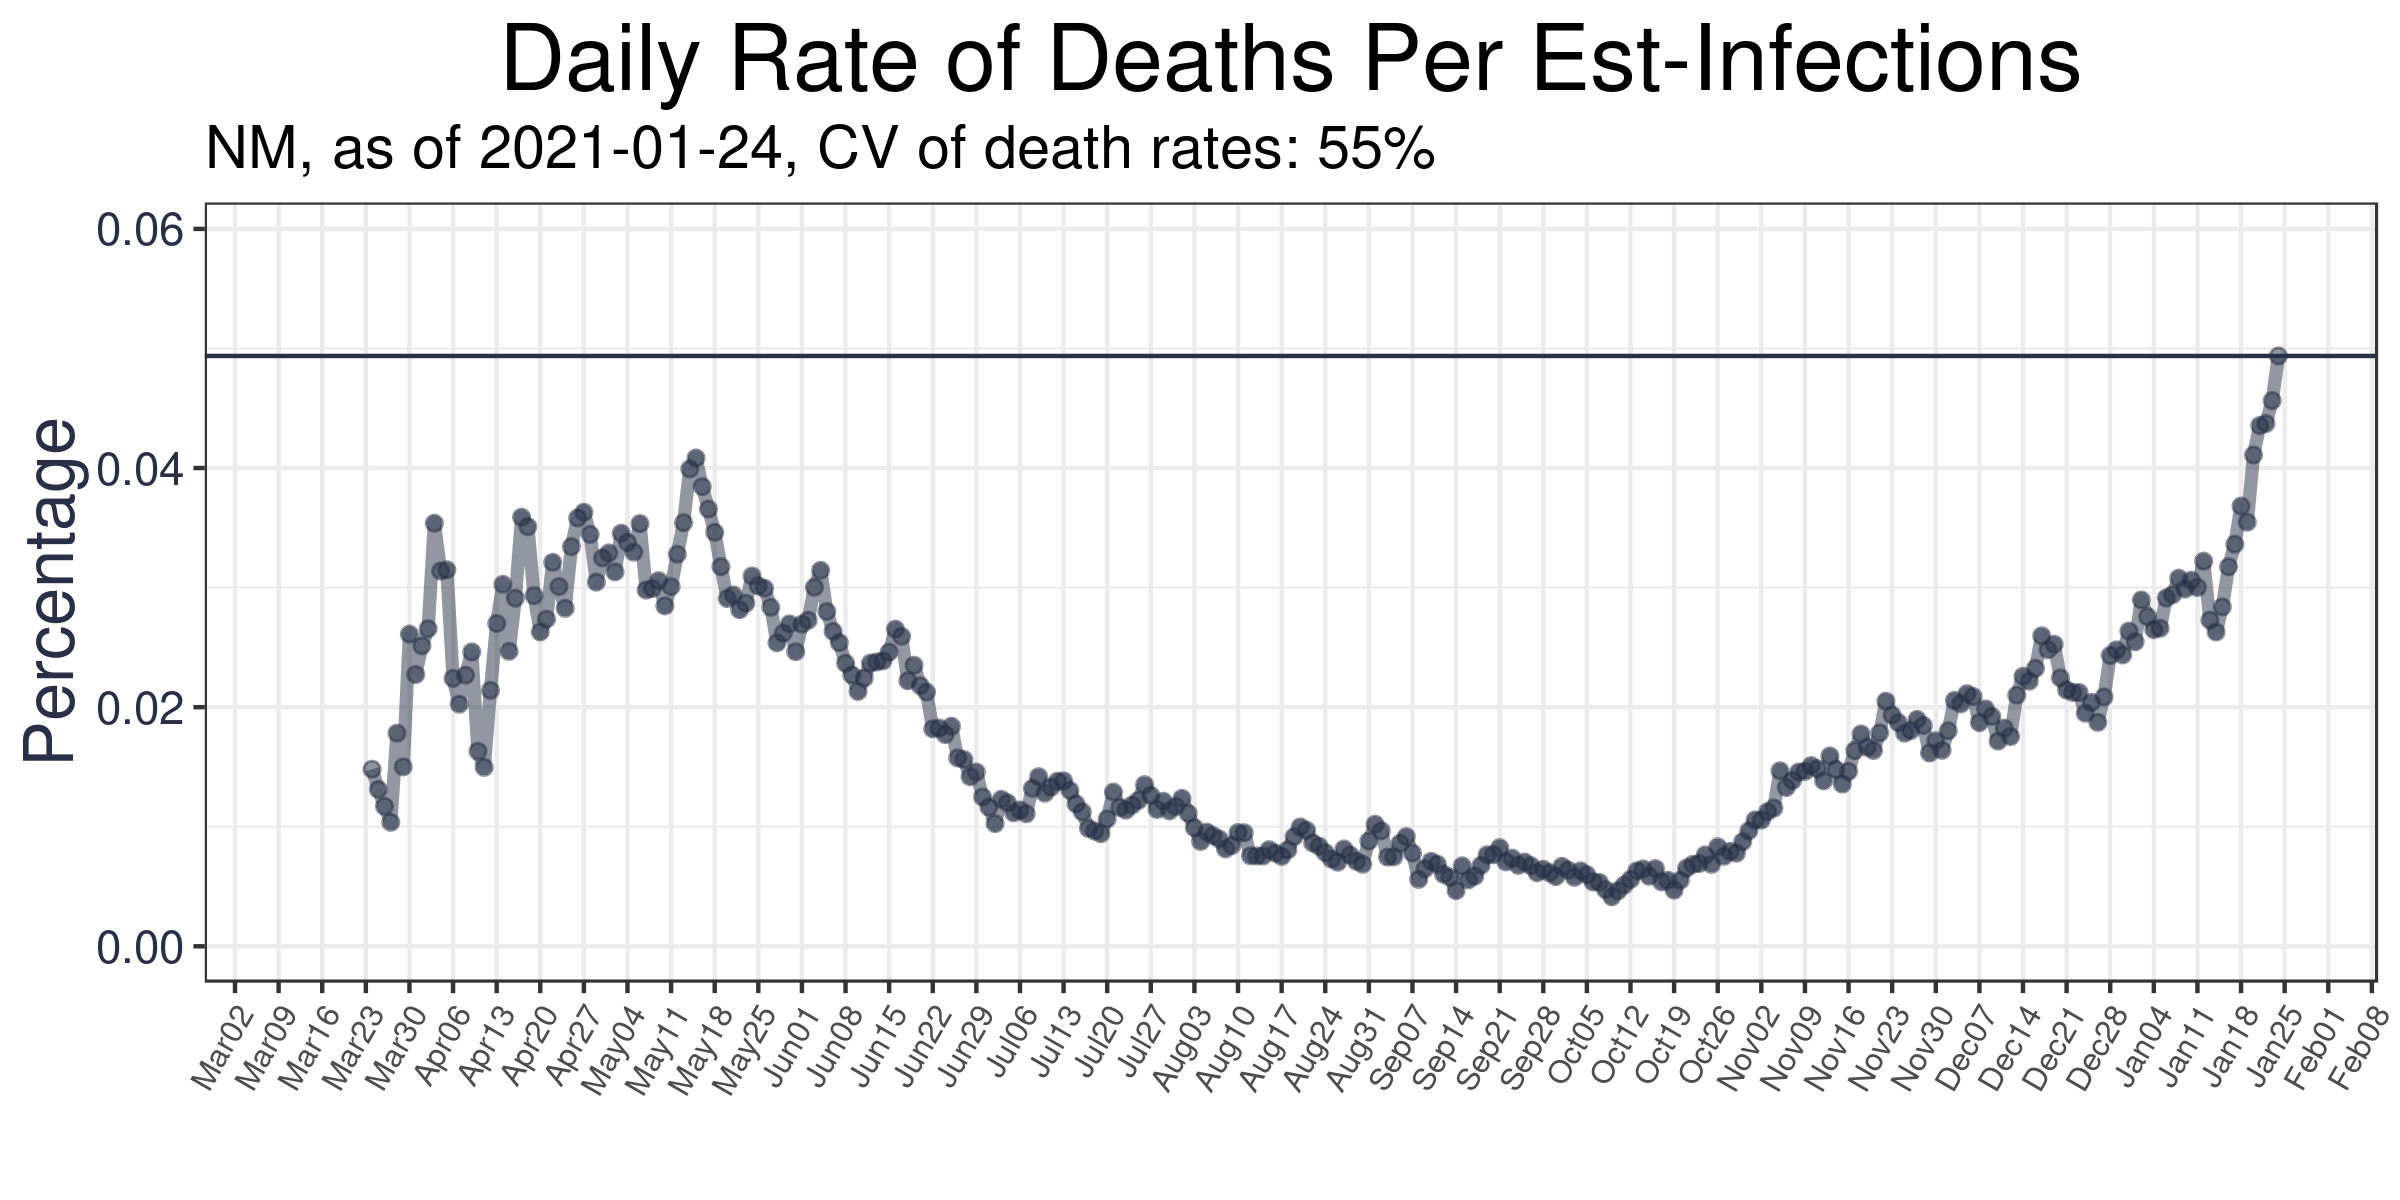 Daily Rate of Deaths Per Est-Infections
NM, as of 2021-01-24, CV of death rates: 55%
Percentage
0.06
0.04
0.02
0.00
Mar02 Mar09 Mar16 Mar23 Mar30 Apr06 Apr13 Apr20 Apr27 May04 May11 May18 May25 Jun01 Jun08 Jun15 Jun22 Jun29 Jul06 Jul13 Jul20 Jul27 Aug03 Aug10 Aug17 Aug24 Aug31 Sep07 Sep14 Sep21 Sep28 Oct05 Oct12 Oct19 Oct26 Nov02 Nov09 Nov16 Nov23 Nov30 Dec07 Dec14 Dec21 Dec28 Jan04 Jan11 Jan18 Jan25 Feb01 Feb08